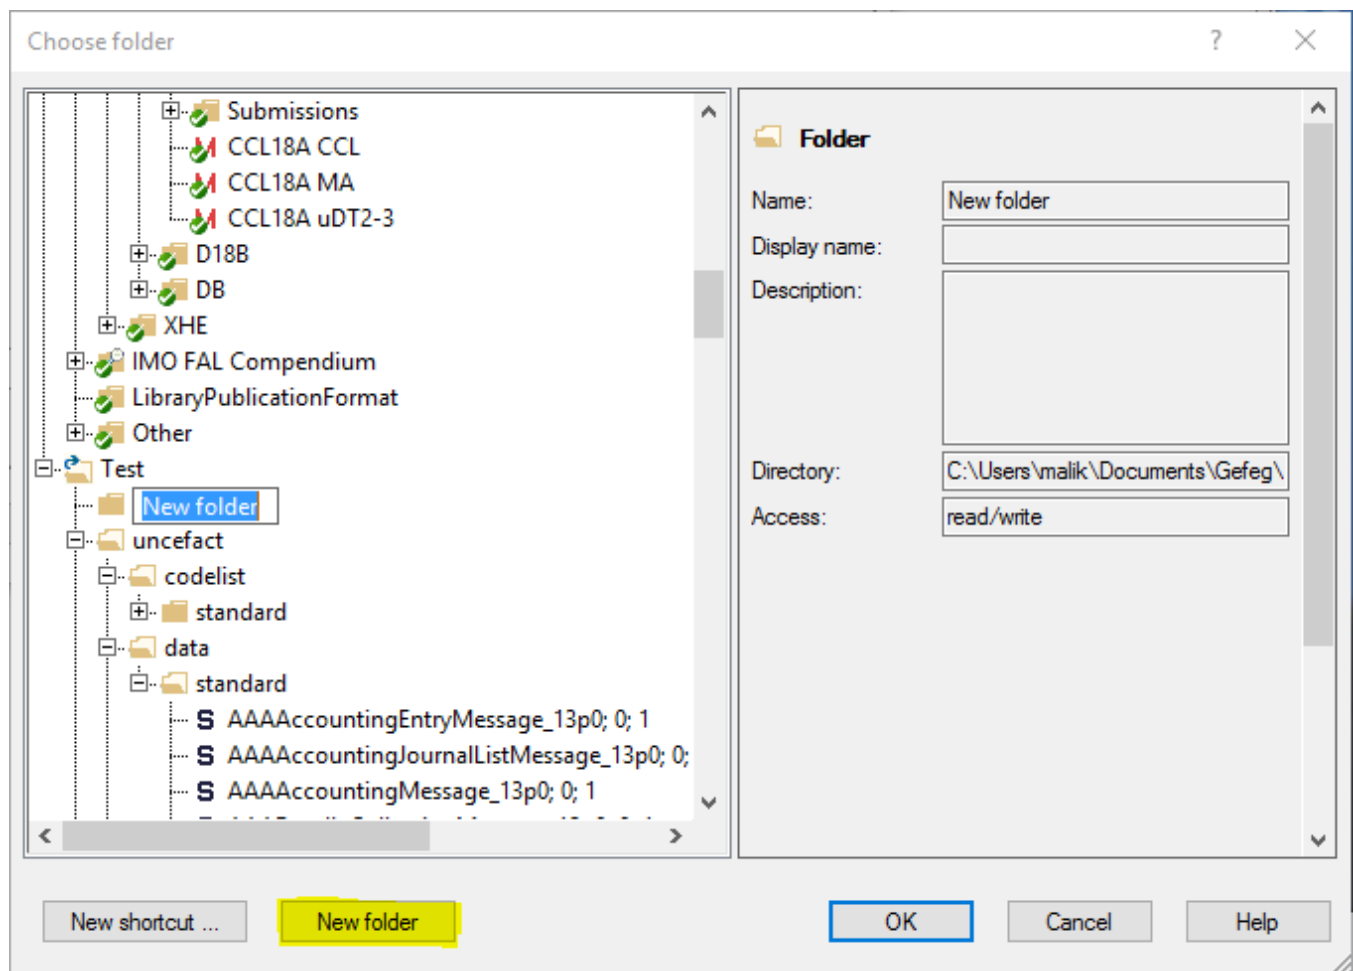 Choose folder
?
Submissions
CCL18A CCL
CCL18A MA
CCL18A uDT2-3
D18B
DB
XHE
IMO FAL Compendium
LibraryPublicationFormat
Other
Test
New folder
uncefact
codelist
standard
data
standard
S AAAAccountingEntryMessage_13p0; 0; 1
S AAAAccountingJournalListMessage_13p0; 0;
S AAAAccountingMessage_13p0; 0; 1
Folder
Name: New folder
Display name:
Description:
Directory: C:\Users\malik\Documents\Gefeg\
Access: read/write
New shortcut ... New folder OK Cancel Help